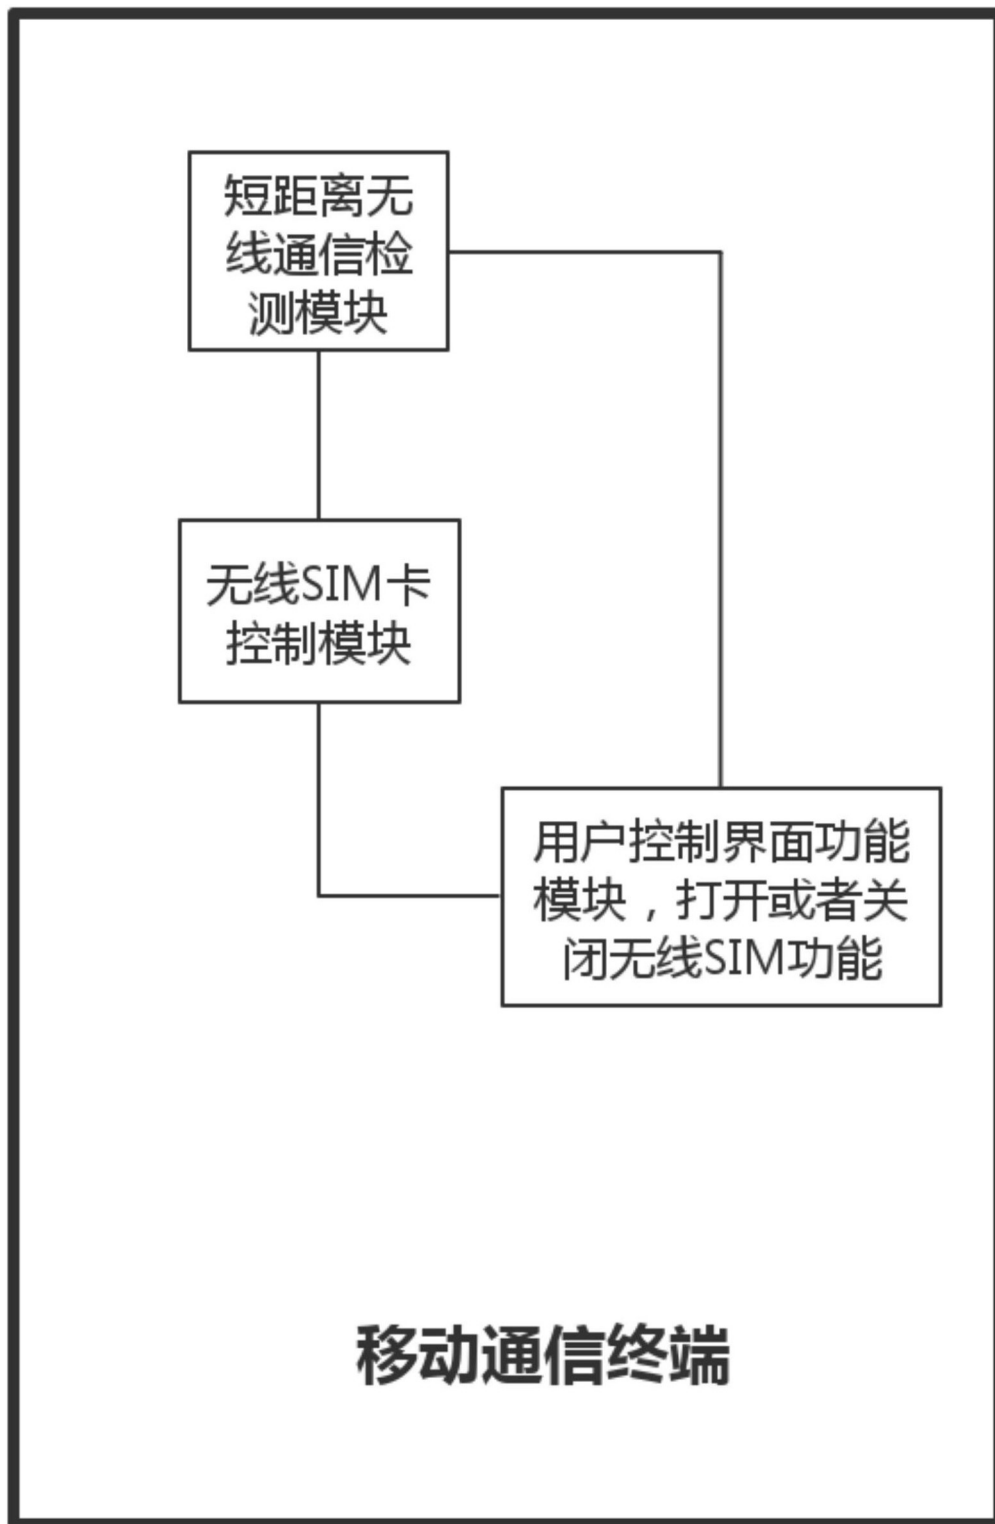 短距离无
线通信检
测模块
无线SIM卡
控制模块
用户控制界面功能
模块，打开或者关
闭无线SIM功能
移动通信终端